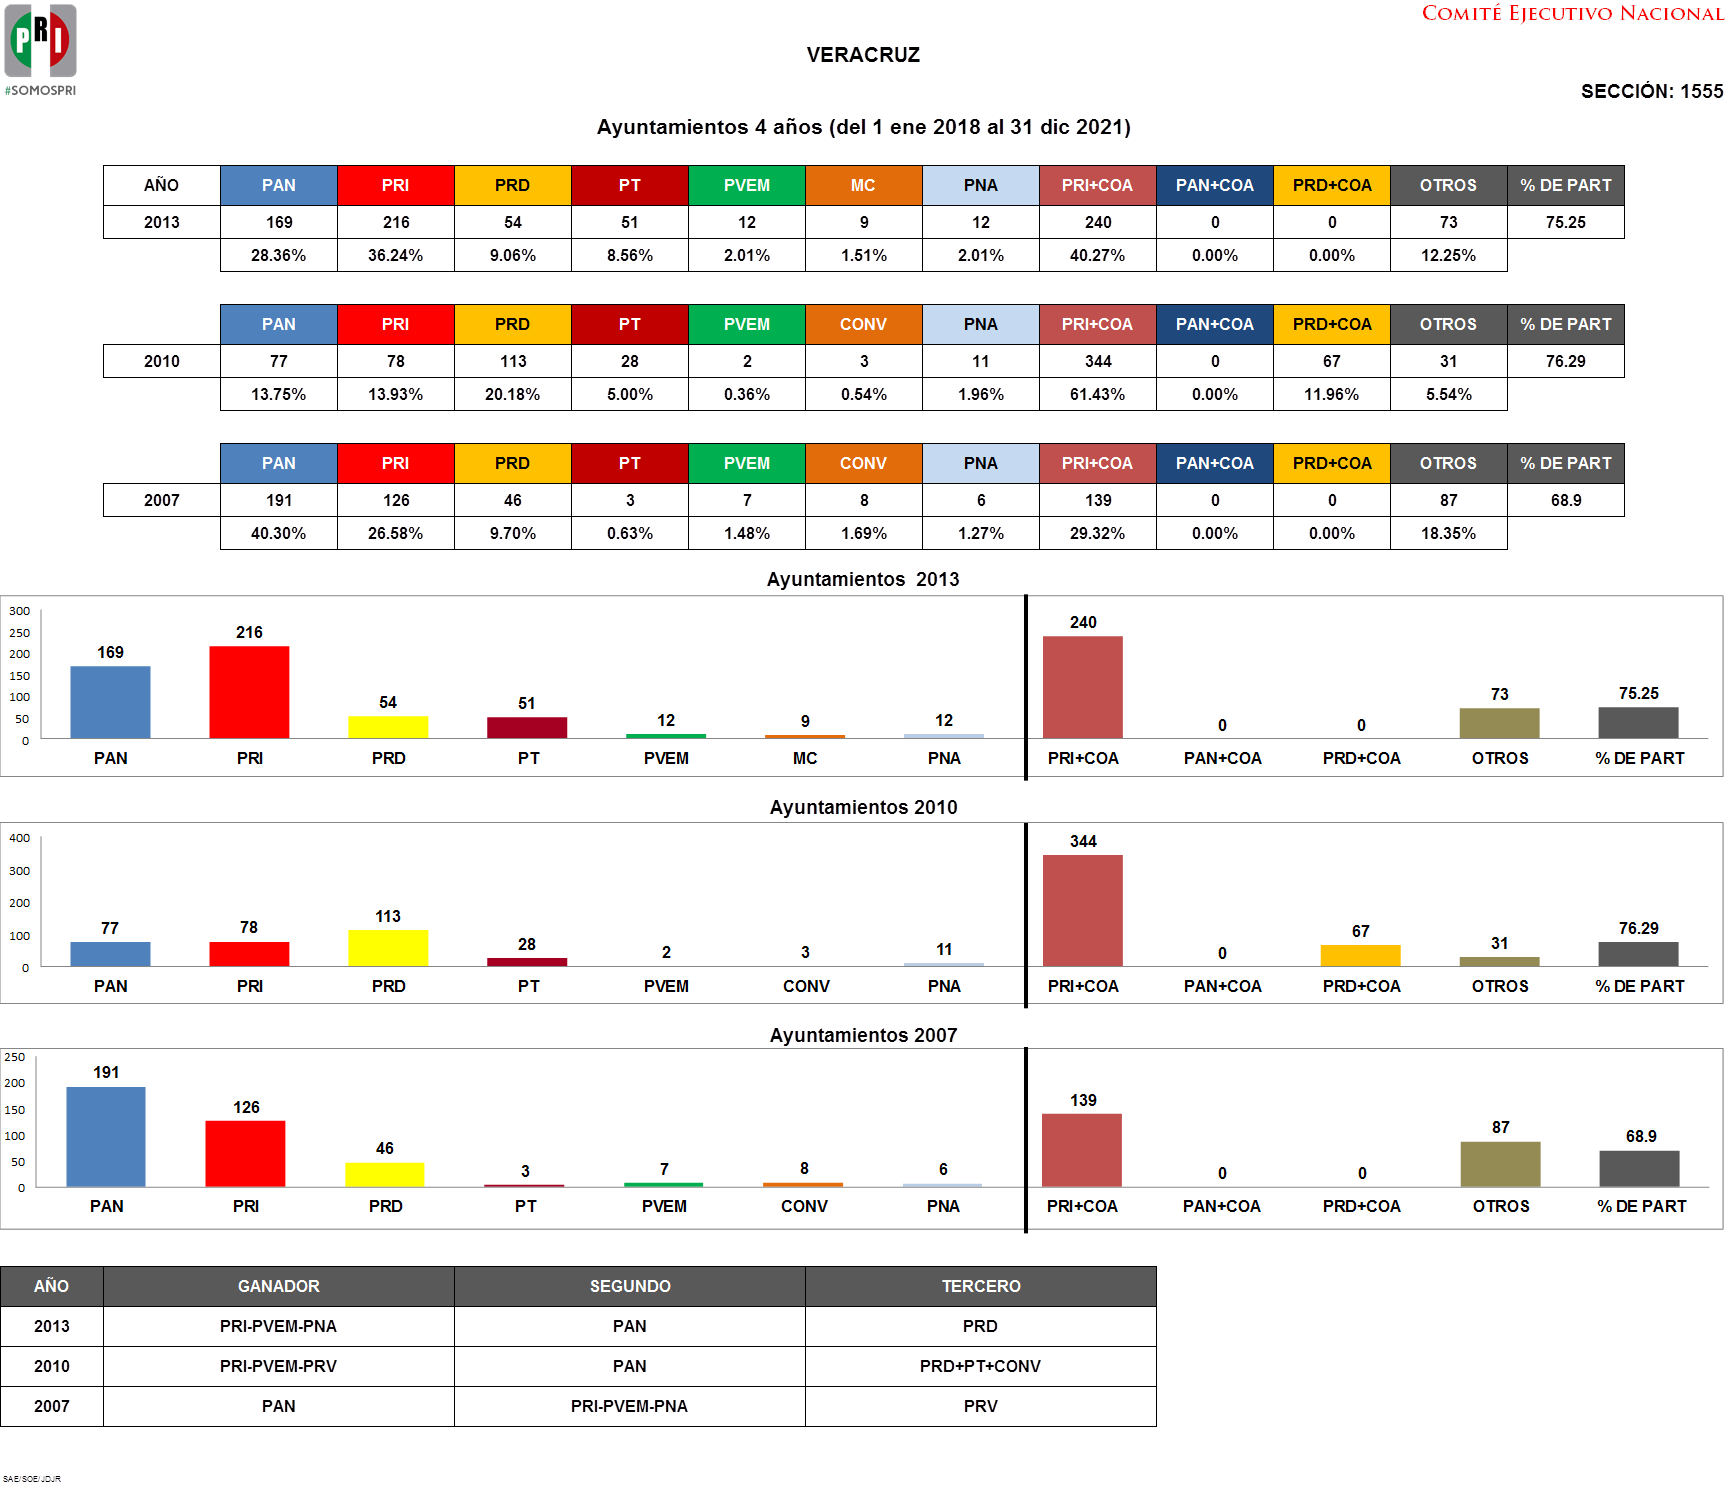 PRI
#SOMOSPRI
COMITÉ EJECUTIVO NACIONAL
VERACRUZ
SECCIÓN: 1555
Ayuntamientos 4 años (del 1 ene 2018 al 31 dic 2021)
AÑO PAN PRI PRD PT PVEM MC PNA PRI+COA PAN+COA PRD+COA OTROS % DE PART
2013 169 216 54 51 12 9 12 240 0 0 73 75.25
28.36% 36.24% 9.06% 8.56% 2.01% 1.51% 2.01% 40.27% 0.00% 0.00% 12.25%
PAN PRI PRD PT PVEM CONV PNA PRI+COA PAN+COA PRD+COA OTROS % DE PART
2010 77 78 113 28 2 3 11 344 0 67 31 76.29
13.75% 13.93% 20.18% 5.00% 0.36% 0.54% 1.96% 61.43% 0.00% 11.96% 5.54%
PAN PRI PRD PT PVEM CONV PNA PRI+COA PAN+COA PRD+COA OTROS % DE PART
2007 191 126 46 3 7 8 6 139 0 0 87 68.9
40.30% 26.58% 9.70% 0.63% 1.48% 1.69% 1.27% 29.32% 0.00% 0.00% 18.35%
Ayuntamientos 2013
300
250
200
150
100
50
0
169 216 54 51 12 9 12 240 0 0 73 75.25
PAN PRI PRD PT PVEM MC PNA PRI+COA PAN+COA PRD+COA OTROS % DE PART
Ayuntamientos 2010
400
300
200
100
0
77 78 113 28 2 3 11 344 0 67 31 76.29
PAN PRI PRD PT PVEM CONV PNA PRI+COA PAN+COA PRD+COA OTROS % DE PART
Ayuntamientos 2007
250
200
150
100
50
0
191 126 46 3 7 8 6 139 0 0 87 68.9
PAN PRI PRD PT PVEM CONV PNA PRI+COA PAN+COA PRD+COA OTROS % DE PART
AÑO GANADOR SEGUNDO TERCERO
2013 PRI-PVEM-PNA PAN PRD
2010 PRI-PVEM-PRV PAN PRD+PT+CONV
2007 PAN PRI-PVEM-PNA PRV
SAE/SOE/JDJR